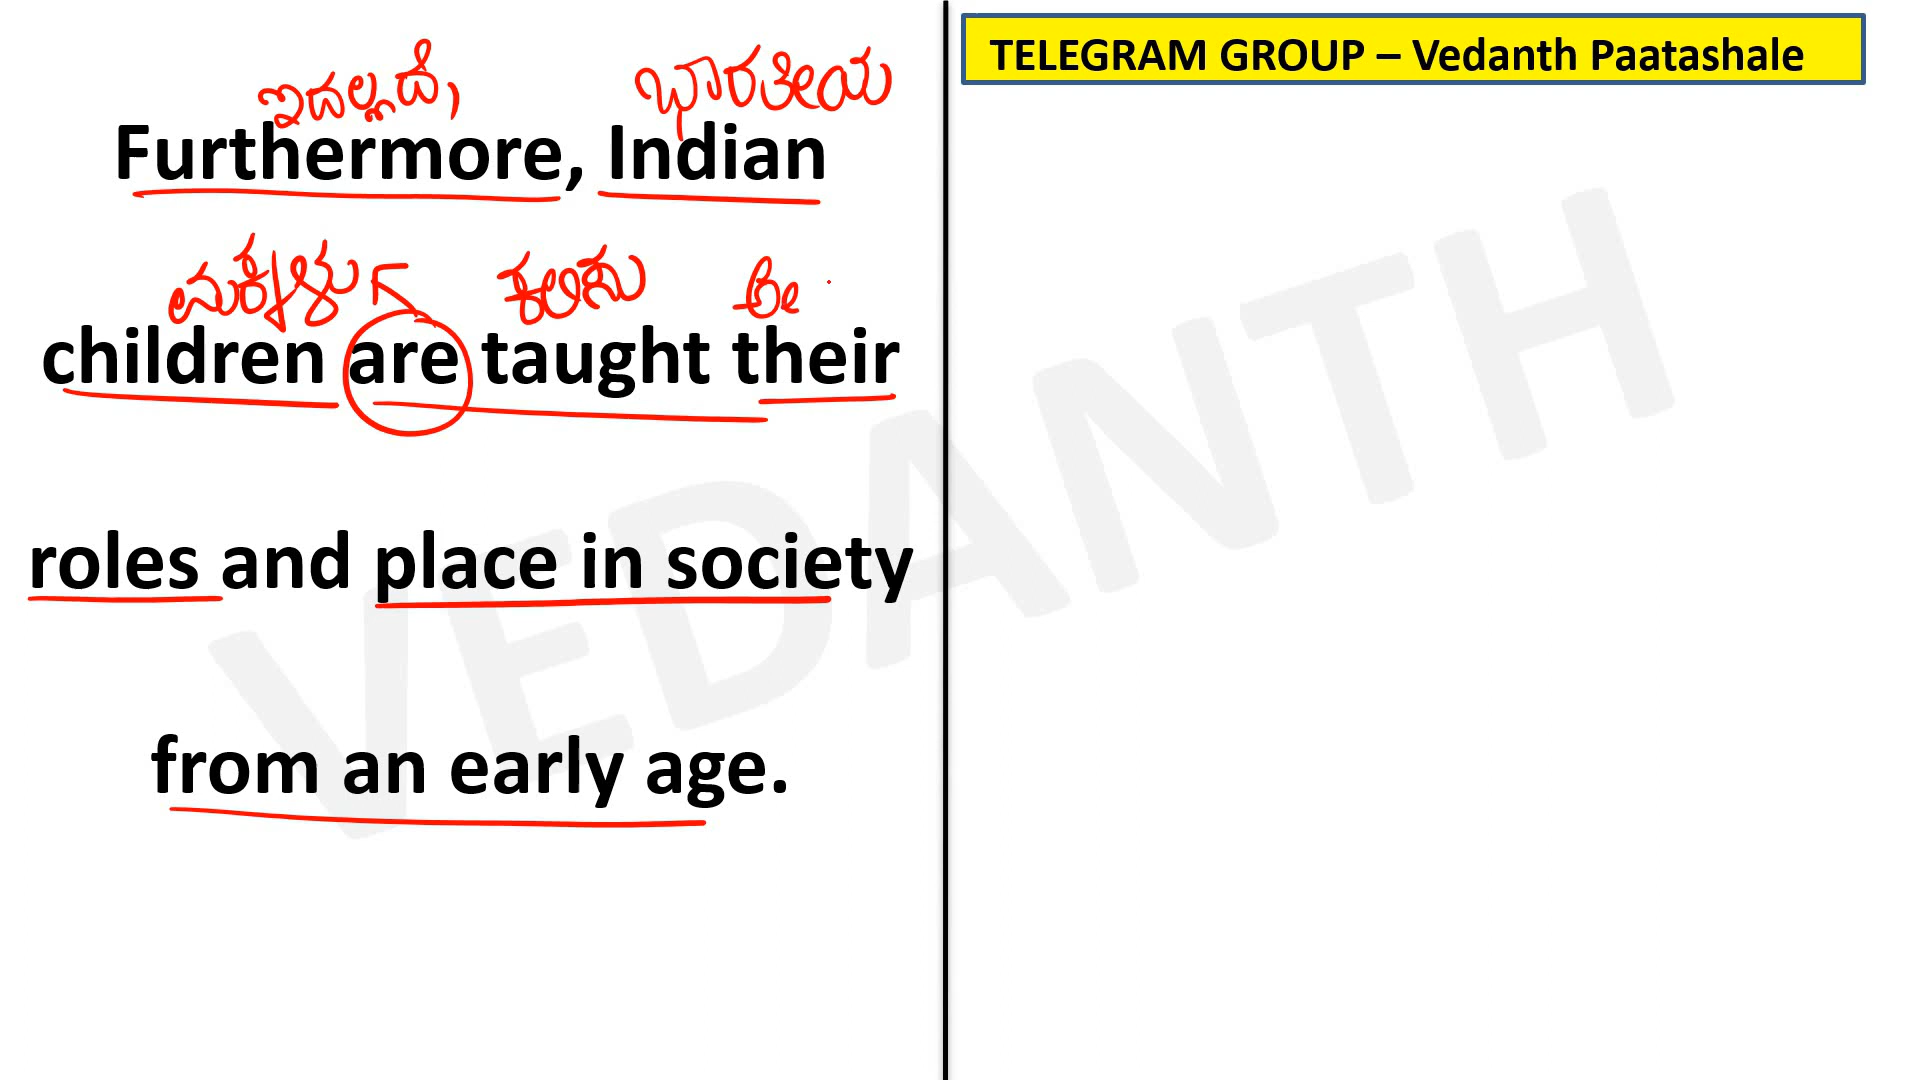 ಇದಲ್ಲದೆ, ಭಾರತೀಯ
Furthermore, Indian
ಮಕ್ಕಳು ಕಲಿಸು
children are taught their
roles and place in society
from an early age.
TELEGRAM GROUP – Vedanth Paatashale
VEDANTH